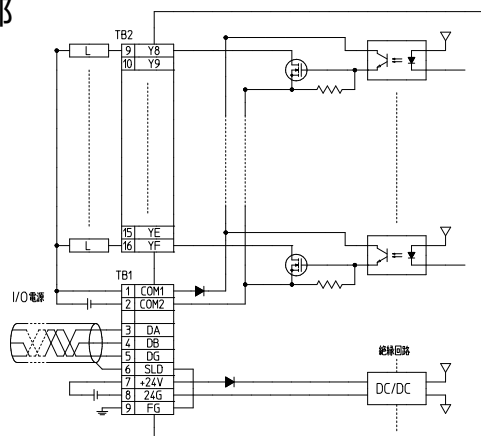 部
TB2
L 9 Y8
10 Y9
15 YE
L 16 YF
TB1
1 COM1
2 COM2
I/O電源
3 DA
4 DB
5 DG
6 SLD
7 +24V
8 24G
9 FG
絶縁回路
DC/DC